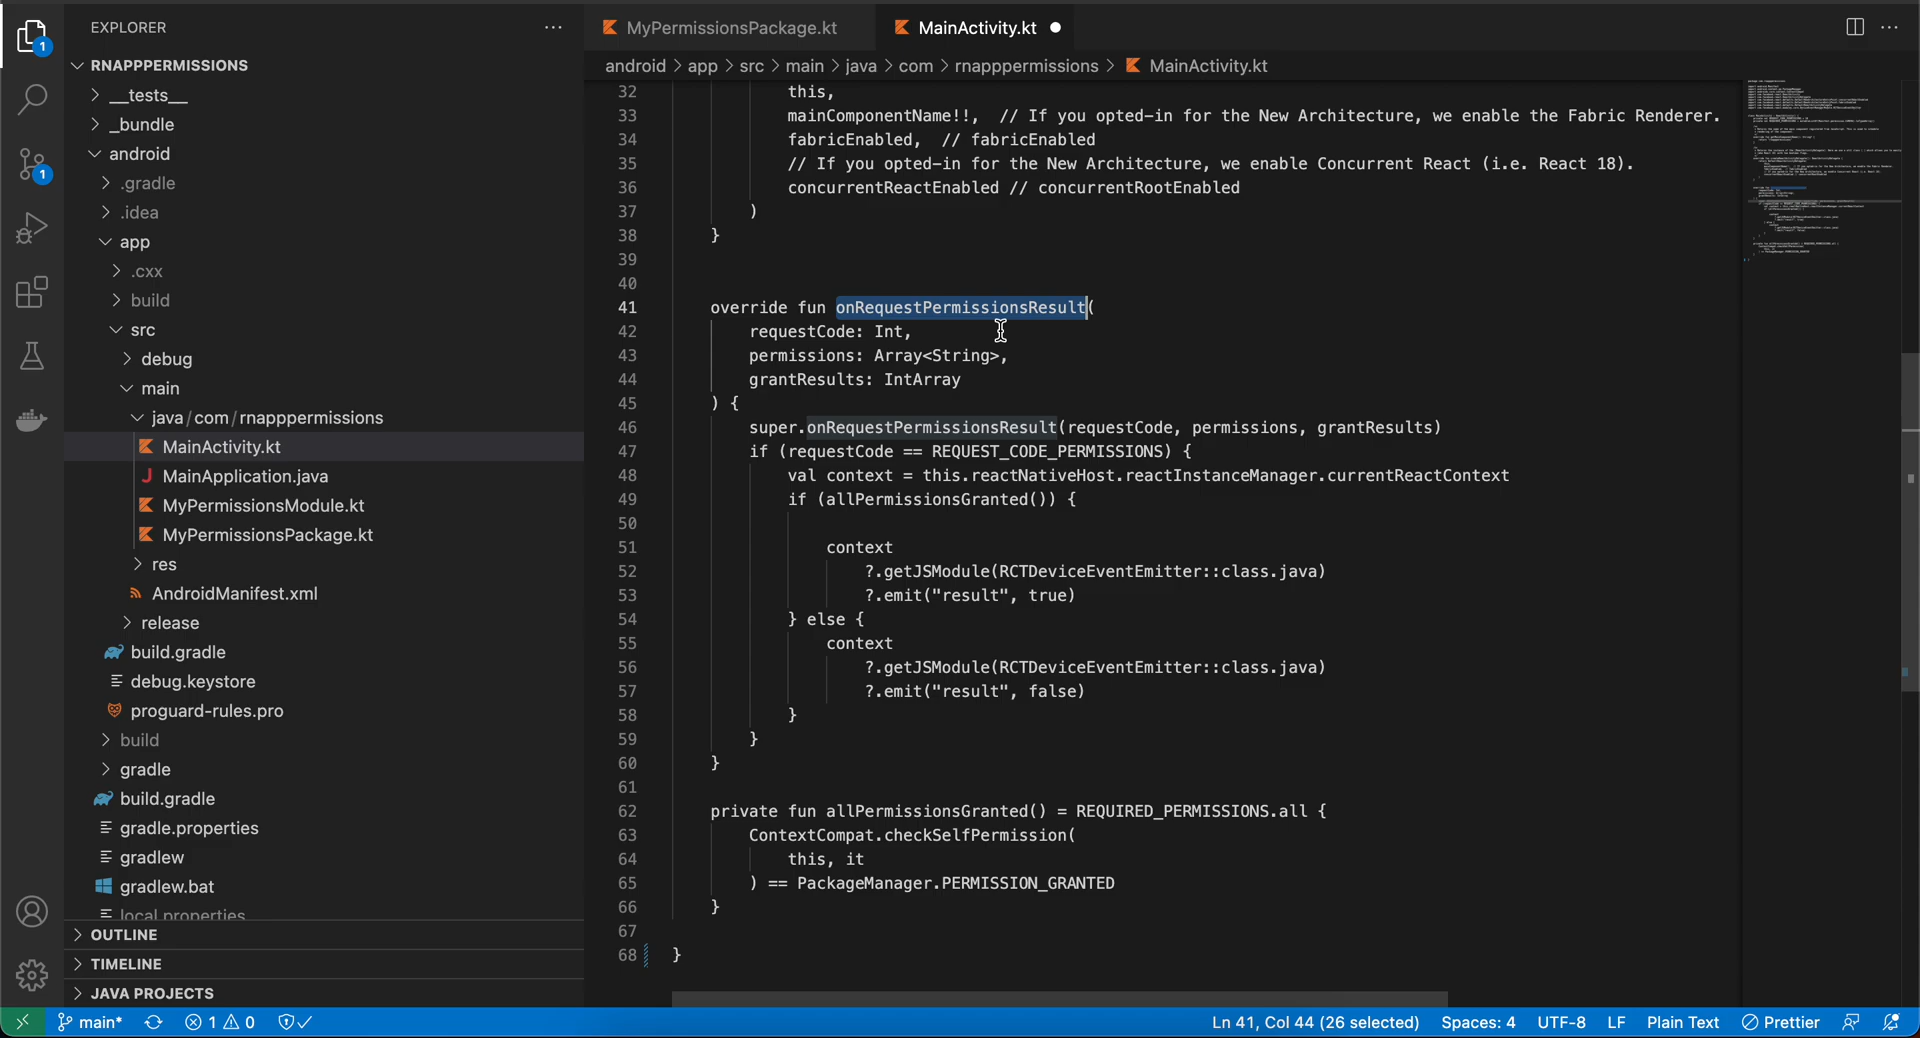 EXPLORER
MyPermissionsPackage.kt
MainActivity.kt
RNAPPPERMISSIONS
android > app > src > main > java > com > rnapppermissions > MainActivity.kt
1
__tests__
_bundle
android
.gradle
.idea
app
.cxx
build
src
debug
main
java/com/rnapppermissions
MainActivity.kt
MainApplication.java
MyPermissionsModule.kt
MyPermissionsPackage.kt
res
AndroidManifest.xml
release
build.gradle
debug.keystore
proguard-rules.pro
build
gradle
build.gradle
gradle.properties
gradlew
gradlew.bat
local.properties
OUTLINE
TIMELINE
JAVA PROJECTS
1
32 this,
33 mainComponentName!!,  // If you opted-in for the New Architecture, we enable the Fabric Renderer.
34 fabricEnabled,  // fabricEnabled
35 // If you opted-in for the New Architecture, we enable Concurrent React (i.e. React 18).
36 concurrentReactEnabled // concurrentRootEnabled
37 )
38 }
39
40
41 override fun onRequestPermissionsResult(
42 requestCode: Int,
43 permissions: Array<String>,
44 grantResults: IntArray
45 ) {
46 super.onRequestPermissionsResult(requestCode, permissions, grantResults)
47 if (requestCode == REQUEST_CODE_PERMISSIONS) {
48 val context = this.reactNativeHost.reactInstanceManager.currentReactContext
49 if (allPermissionsGranted()) {
50
51 context
52 ?.getJSModule(RCTDeviceEventEmitter::class.java)
53 ?.emit("result", true)
54 } else {
55 context
56 ?.getJSModule(RCTDeviceEventEmitter::class.java)
57 ?.emit("result", false)
58 }
59 }
60 }
61
62 private fun allPermissionsGranted() = REQUIRED_PERMISSIONS.all {
63 ContextCompat.checkSelfPermission(
64 this, it
65 ) == PackageManager.PERMISSION_GRANTED
66 }
67
68 }
main* 1 0 Ln 41, Col 44 (26 selected) Spaces: 4 UTF-8 LF Plain Text Prettier